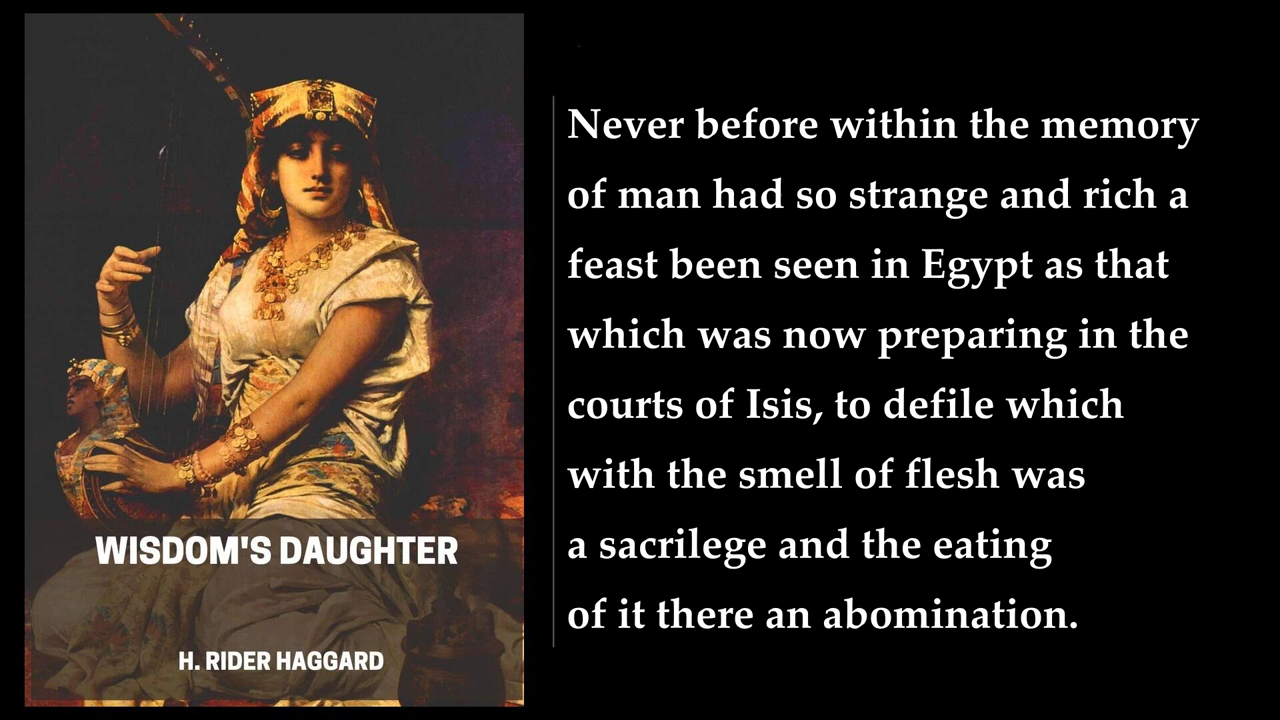 WISDOM'S DAUGHTER
H. RIDER HAGGARD
Never before within the memory
of man had so strange and rich a
feast been seen in Egypt as that
which was now preparing in the
courts of Isis, to defile which
with the smell of flesh was
a sacrilege and the eating
of it there an abomination.